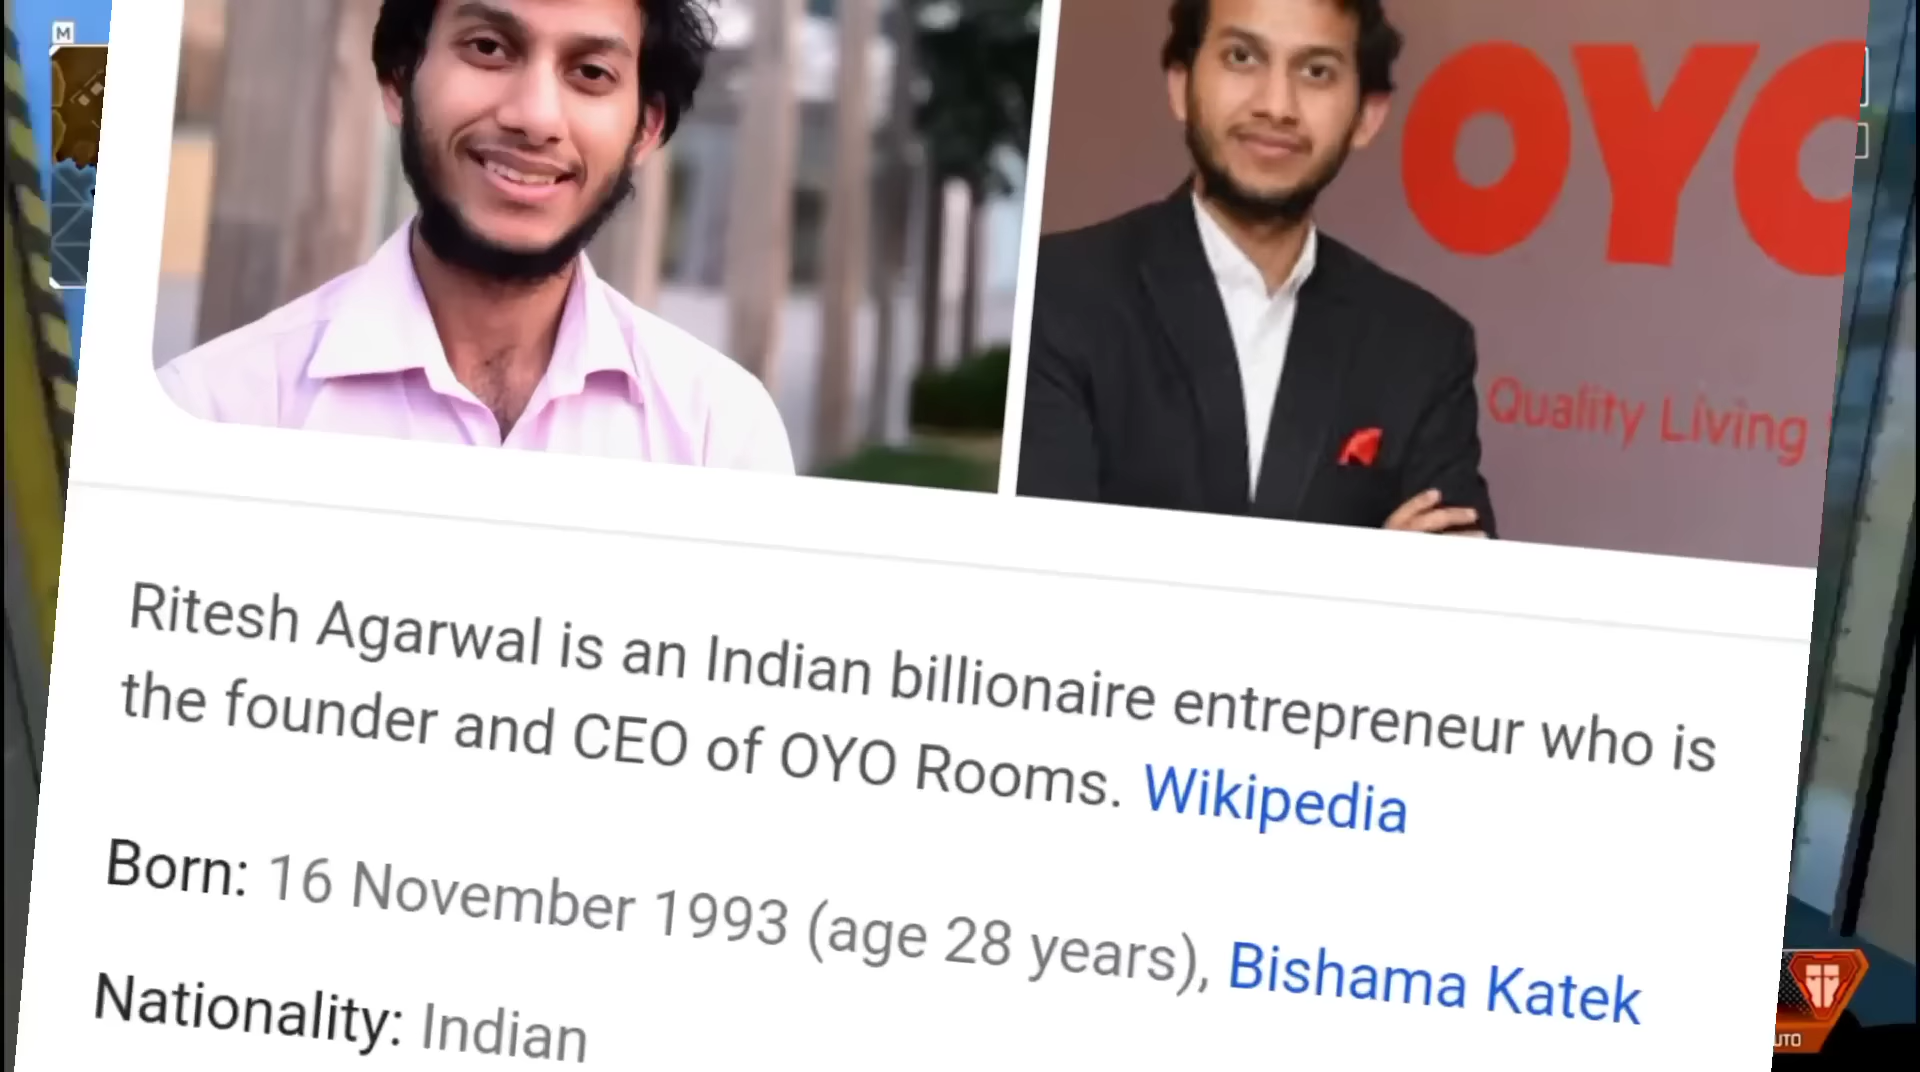 M
OYO
Quality Living
Ritesh Agarwal is an Indian billionaire entrepreneur who is
the founder and CEO of OYO Rooms. Wikipedia
Born: 16 November 1993 (age 28 years), Bishama Katek
Nationality: Indian
UTO